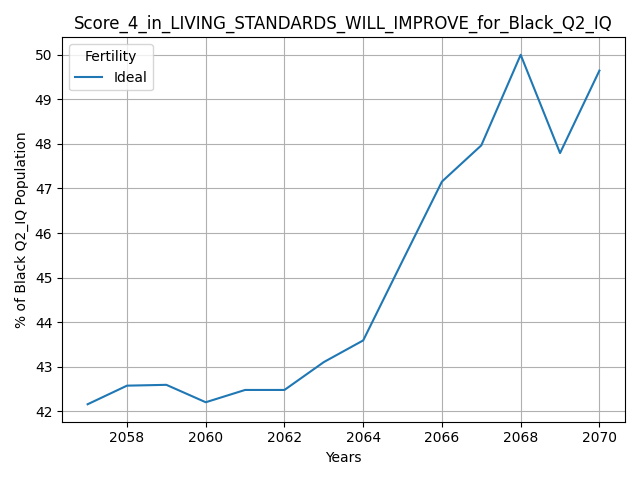 Score_4_in_LIVING_STANDARDS_WILL_IMPROVE_for_Black_Q2_IQ
Fertility
Ideal
% of Black Q2_IQ Population
50
49
48
47
46
45
44
43
42
2058 2060 2062 2064 2066 2068 2070
Years